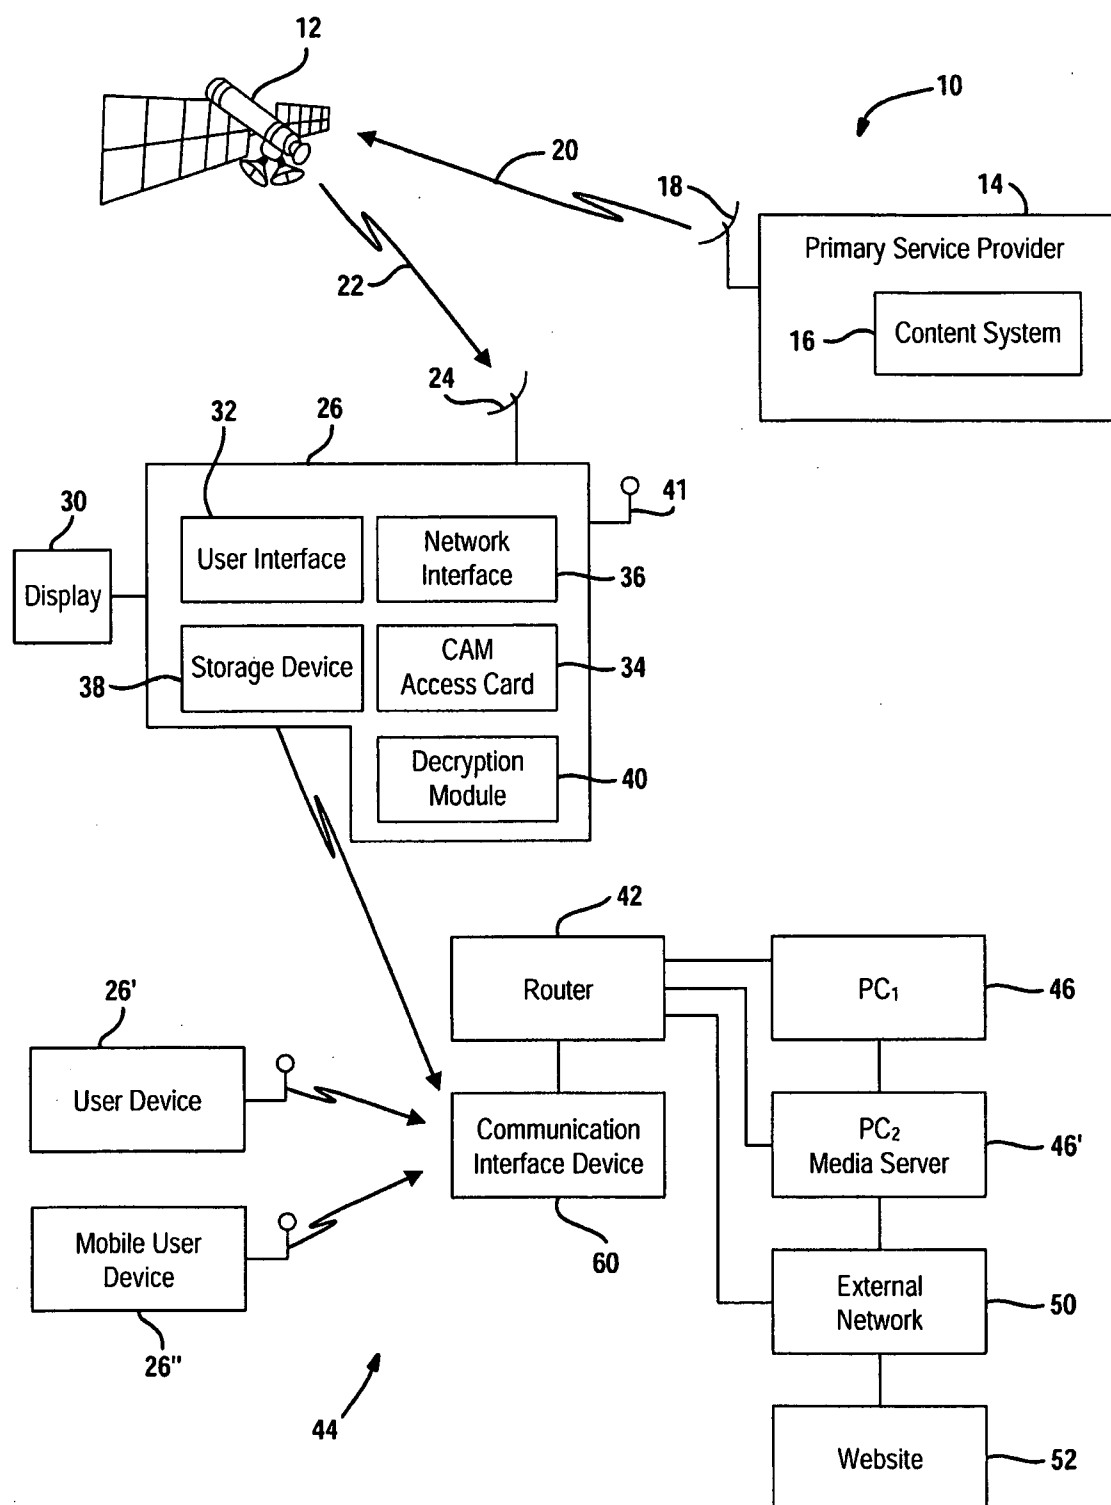 12
10
20
18
14
Primary Service Provider
22
16
Content System
24
32
26
41
30
User Interface
Network
Interface
36
Display
38
Storage Device
CAM
Access Card
34
Decryption
Module
40
42
Router
PC₁
46
26'
User Device
Communication
Interface Device
PC₂
Media Server
46'
Mobile User
Device
60
External
Network
50
26"
44
Website
52